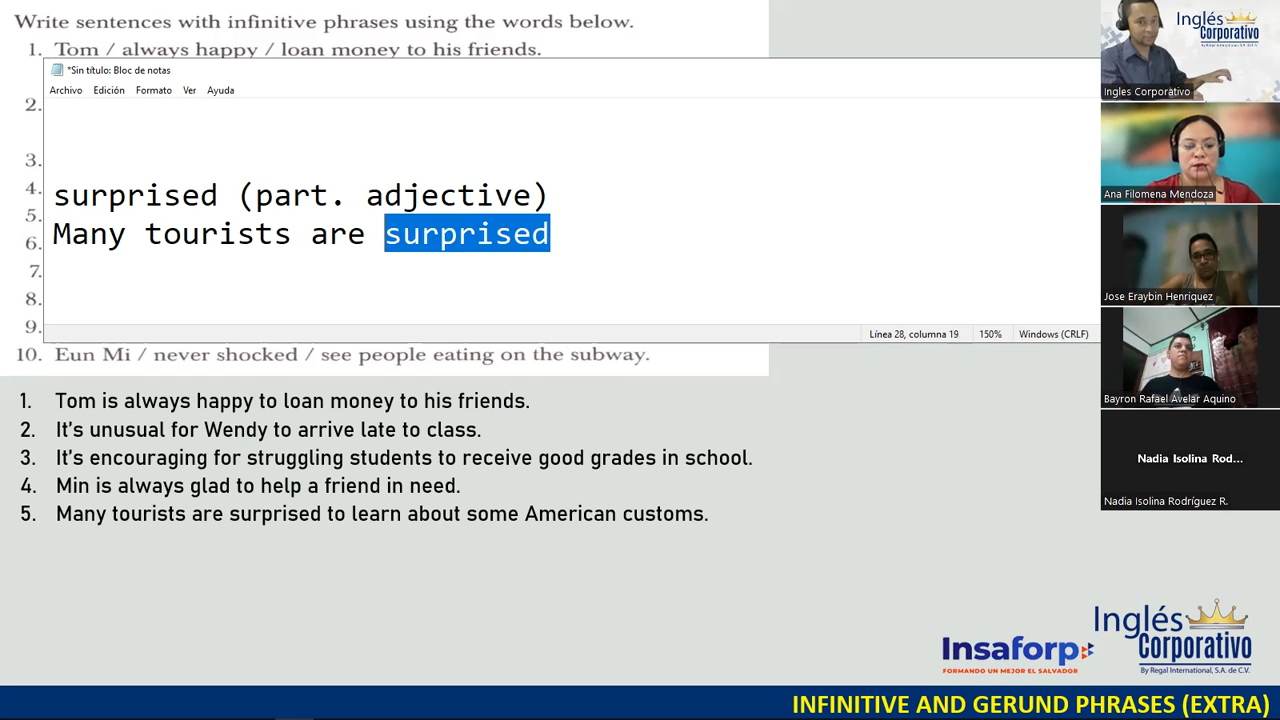 Write sentences with infinitive phrases using the words below.
1. Tom / always happy / loan money to his friends.
*Sin título: Bloc de notas
Archivo Edición Formato Ver Ayuda
2.
3.
4.
5.
6.
7.
8.
9.
surprised (part. adjective)
Many tourists are surprised
Línea 28, columna 19 150% Windows (CRLF)
10. Eun Mi / never shocked / see people eating on the subway.
1. Tom is always happy to loan money to his friends.
2. It's unusual for Wendy to arrive late to class.
3. It's encouraging for struggling students to receive good grades in school.
4. Min is always glad to help a friend in need.
5. Many tourists are surprised to learn about some American customs.
Inglés
Corporativo
By Regal International, S.A. de C.V.
Ingles Corporativo
Ana Filomena Mendoza
Jose Eraybin Henriquez
Bayron Rafael Avelar Aquino
Nadia Isolina Rod...
Nadia Isolina Rodríguez R.
Insaforp
FORMANDO UN MEJOR EL SALVADOR
Inglés
Corporativo
By Regal International, S.A. de C.V.
INFINITIVE AND GERUND PHRASES (EXTRA)